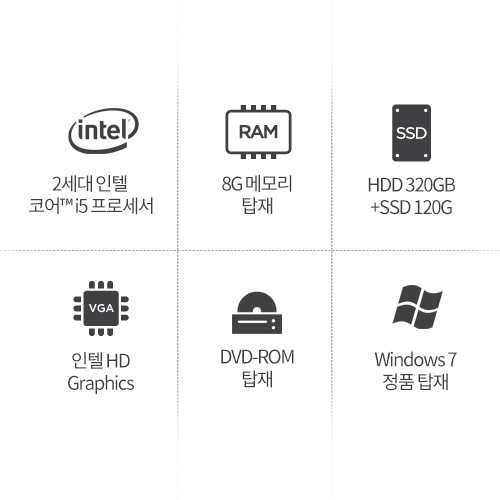 intel
2세대 인텔
코어™ i5 프로세서
RAM
8G 메모리
탑재
SSD
HDD 320GB
+SSD 120G
VGA
인텔 HD
Graphics
DVD-ROM
탑재
Windows 7
정품 탑재